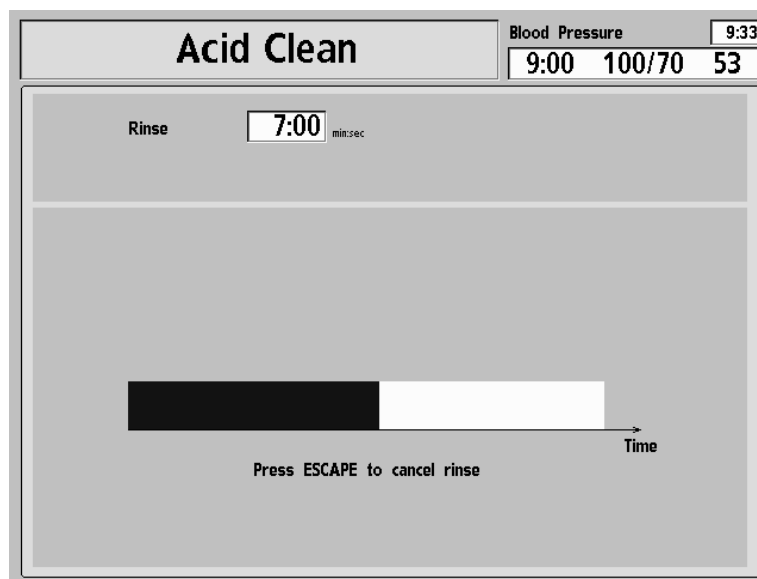 Acid Clean
Blood Pressure 9:33
9:00 100/70 53
Rinse 7:00 min:sec
Time
Press ESCAPE to cancel rinse